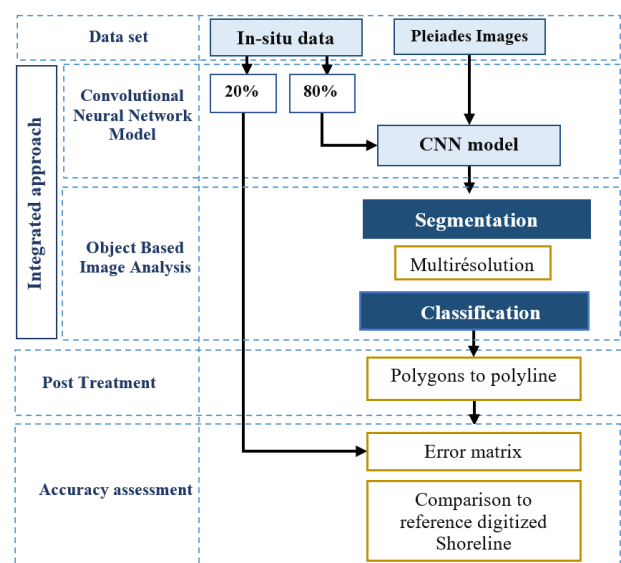 Data set
In-situ data
Pleiades Images
20%
80%
Integrated approach
Convolutional
Neural Network
Model
CNN model
Object Based
Image Analysis
Segmentation
Multirésolution
Classification
Post Treatment
Polygons to polyline
Accuracy assessment
Error matrix
Comparison to
reference digitized
Shoreline